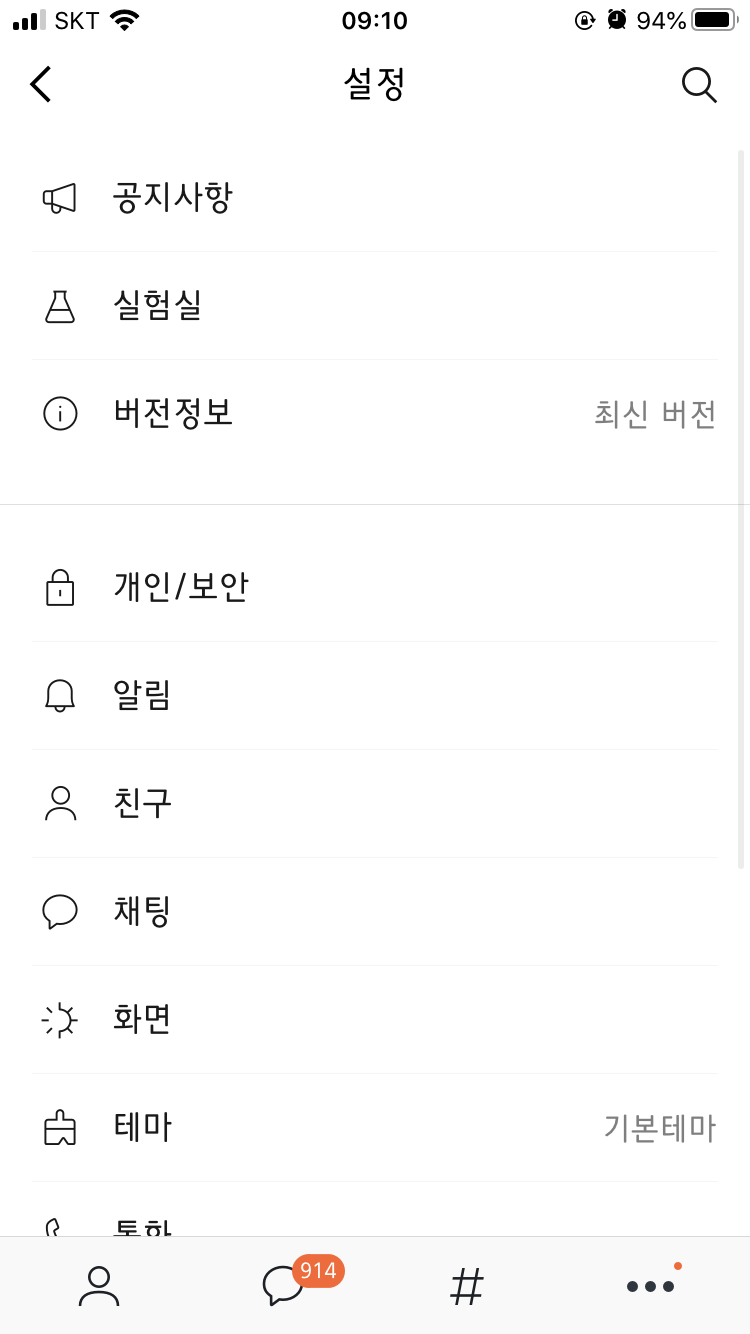 SKT 09:10 94%
설정
공지사항
실험실
버전정보 최신 버전
개인/보안
알림
친구
채팅
화면
테마 기본테마
통화
914
#